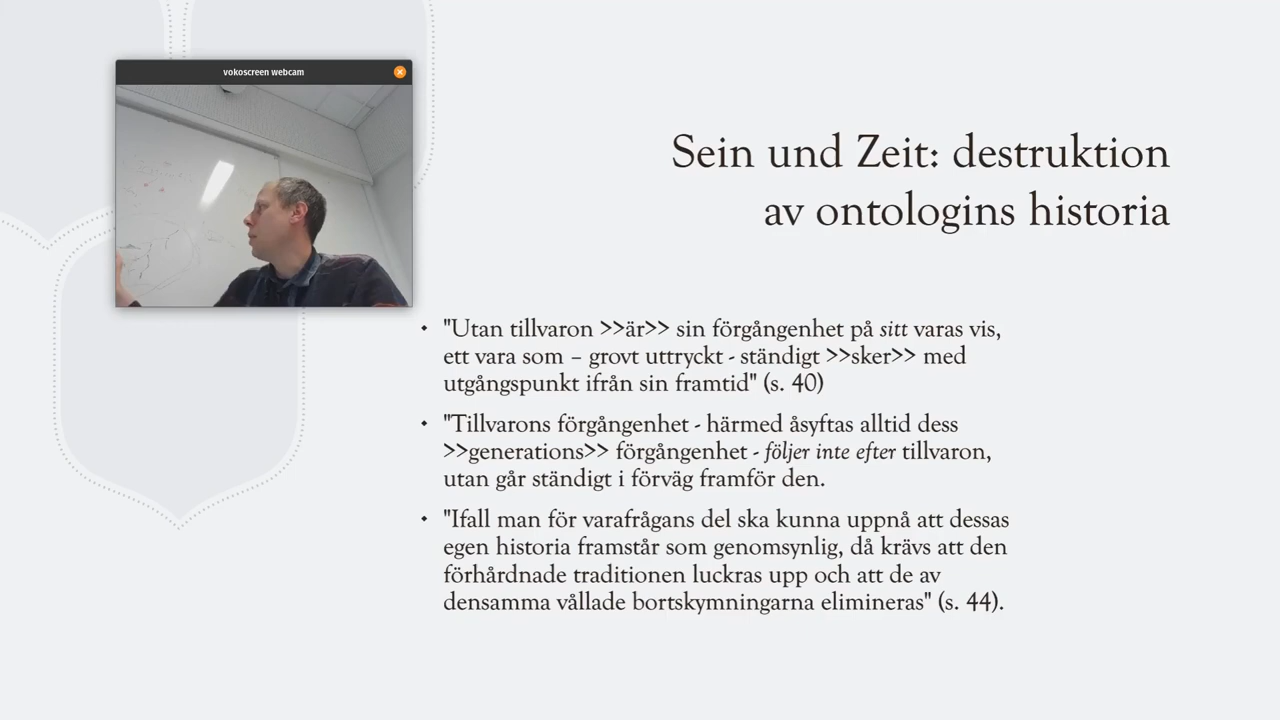 vokoscreen webcam
Sein und Zeit: destruktion
av ontologins historia
• "Utan tillvaron >>är>> sin förgångenhet på sitt varas vis,
ett vara som – grovt uttryckt - ständigt >>sker>> med
utgångspunkt ifrån sin framtid" (s. 40)
• "Tillvarons förgångenhet - härmed åsyftas alltid dess
>>generations>> förgångenhet - följer inte efter tillvaron,
utan går ständigt i förväg framför den.
• "Ifall man för varafrågans del ska kunna uppnå att dessas
egen historia framstår som genomsynlig, då krävs att den
förhårdnade traditionen luckras upp och att de av
densamma vållade bortskymningarna elimineras" (s. 44).